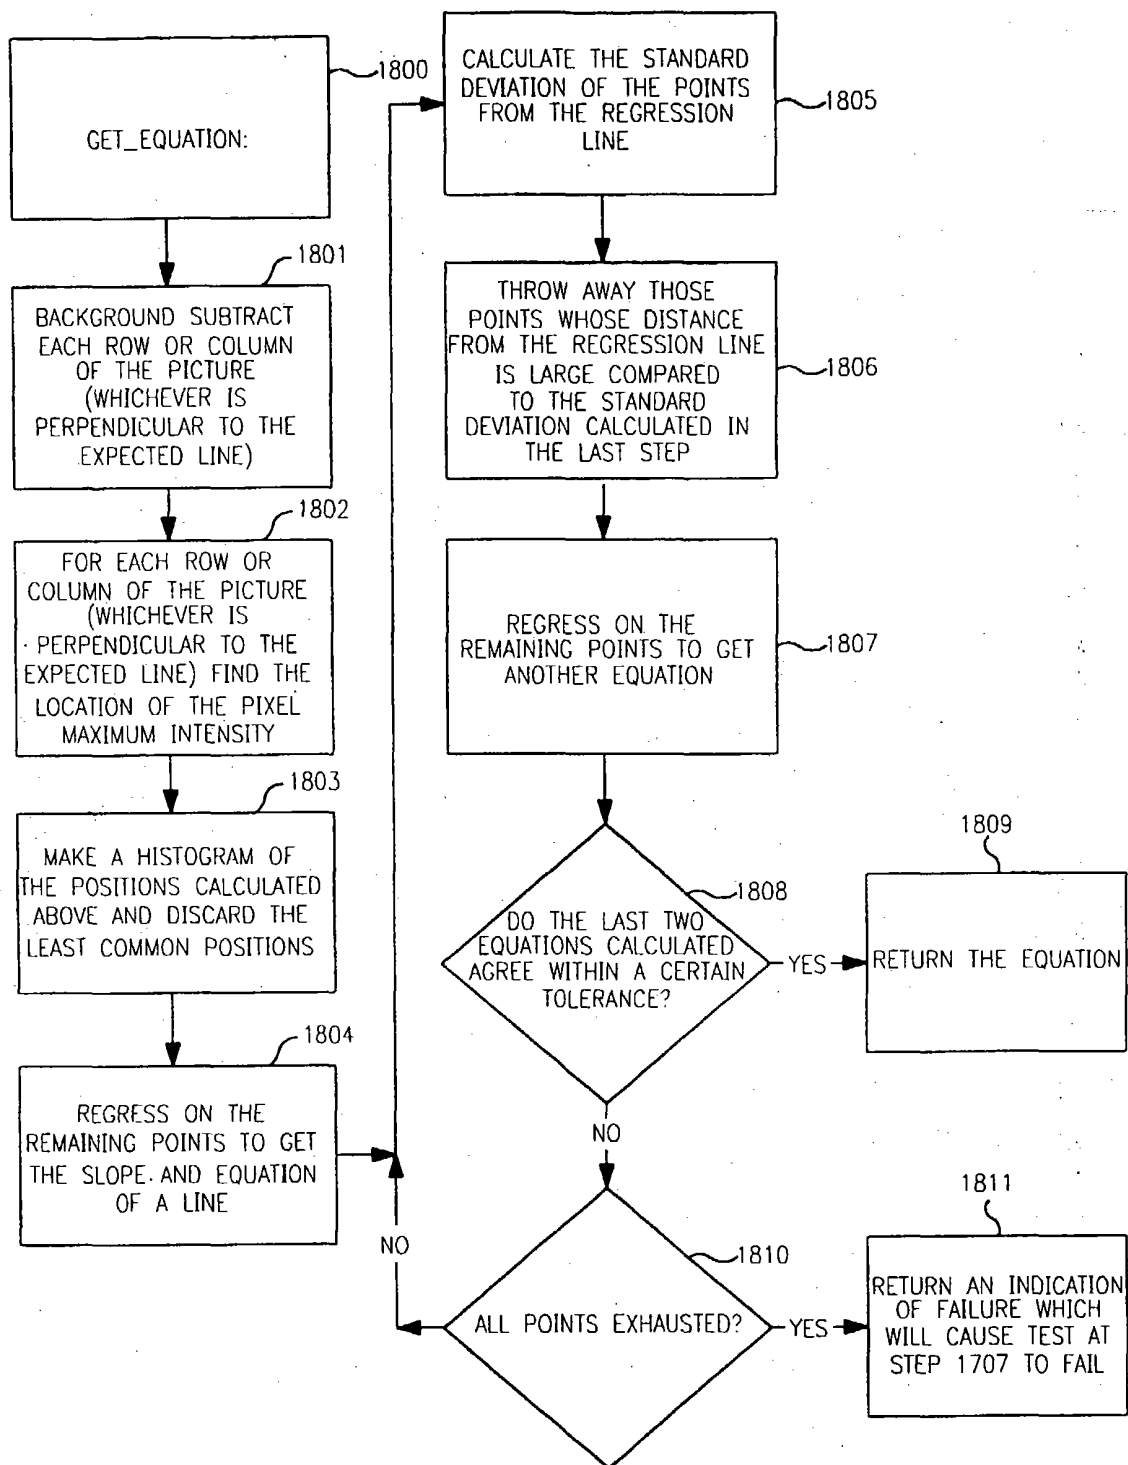 1800
GET_EQUATION:
1801
BACKGROUND SUBTRACT
EACH ROW OR COLUMN
OF THE PICTURE
(WHICHEVER IS
PERPENDICULAR TO THE
EXPECTED LINE)
1802
FOR EACH ROW OR
COLUMN OF THE PICTURE
(WHICHEVER IS
PERPENDICULAR TO THE
EXPECTED LINE) FIND THE
LOCATION OF THE PIXEL
MAXIMUM INTENSITY
1803
MAKE A HISTOGRAM OF
THE POSITIONS CALCULATED
ABOVE AND DISCARD THE
LEAST COMMON POSITIONS
1804
REGRESS ON THE
REMAINING POINTS TO GET
THE SLOPE AND EQUATION
OF A LINE
CALCULATE THE STANDARD
DEVIATION OF THE POINTS
FROM THE REGRESSION
LINE
1805
THROW AWAY THOSE
POINTS WHOSE DISTANCE
FROM THE REGRESSION LINE
IS LARGE COMPARED
TO THE STANDARD
DEVIATION CALCULATED IN
THE LAST STEP
1806
REGRESS ON THE
REMAINING POINTS TO GET
ANOTHER EQUATION
1807
1808
DO THE LAST TWO
EQUATIONS CALCULATED
AGREE WITHIN A CERTAIN
TOLERANCE?
YES
1809
RETURN THE EQUATION
NO
1810
ALL POINTS EXHAUSTED?
NO
YES
1811
RETURN AN INDICATION
OF FAILURE WHICH
WILL CAUSE TEST AT
STEP 1707 TO FAIL